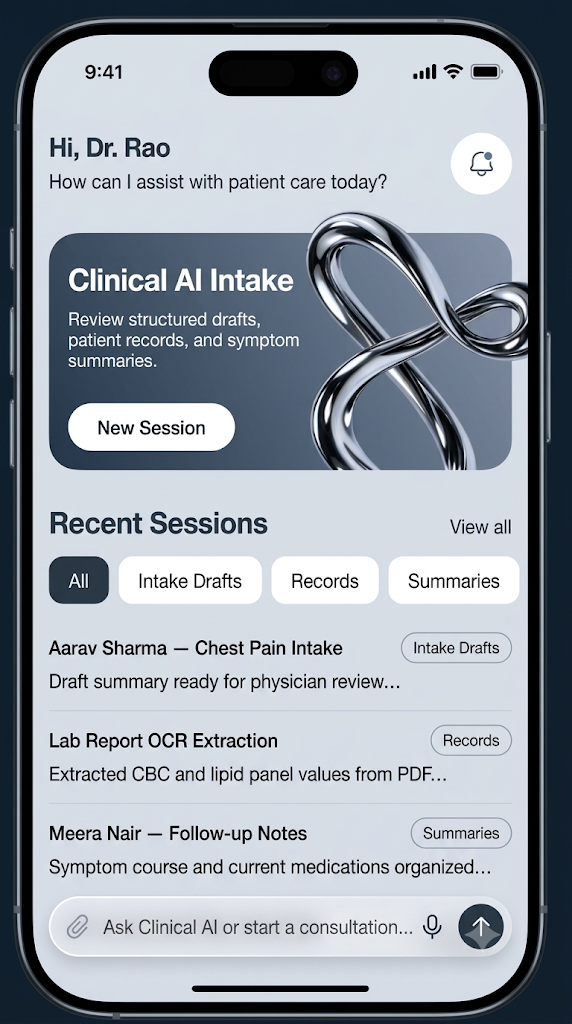 9:41
Hi, Dr. Rao
How can I assist with patient care today?
Clinical AI Intake
Review structured drafts,
patient records, and symptom
summaries.
New Session
Recent Sessions
View all
All
Intake Drafts
Records
Summaries
Aarav Sharma — Chest Pain Intake
Intake Drafts
Draft summary ready for physician review...
Lab Report OCR Extraction
Records
Extracted CBC and lipid panel values from PDF...
Meera Nair — Follow-up Notes
Summaries
Symptom course and current medications organized...
Ask Clinical AI or start a consultation...